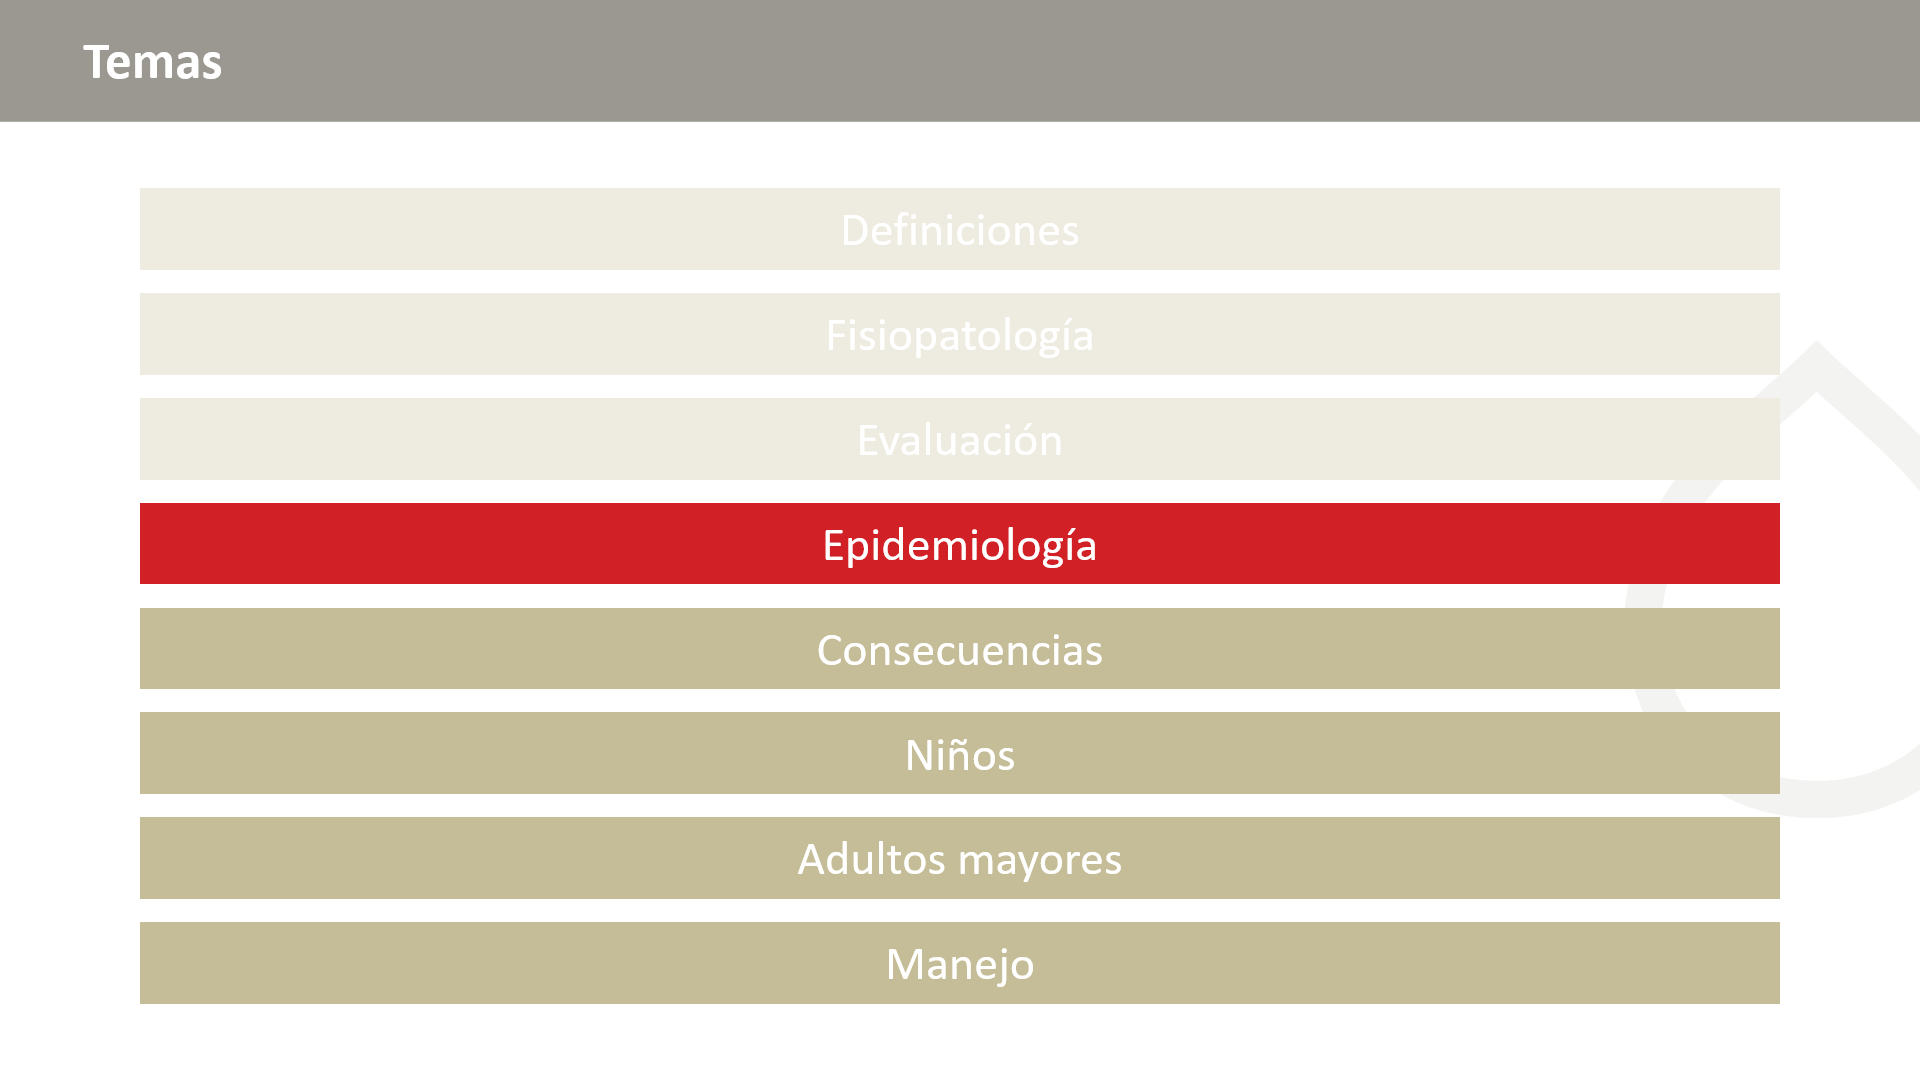 Temas
Definiciones
Fisiopatología
Evaluación
Epidemiología
Consecuencias
Niños
Adultos mayores
Manejo